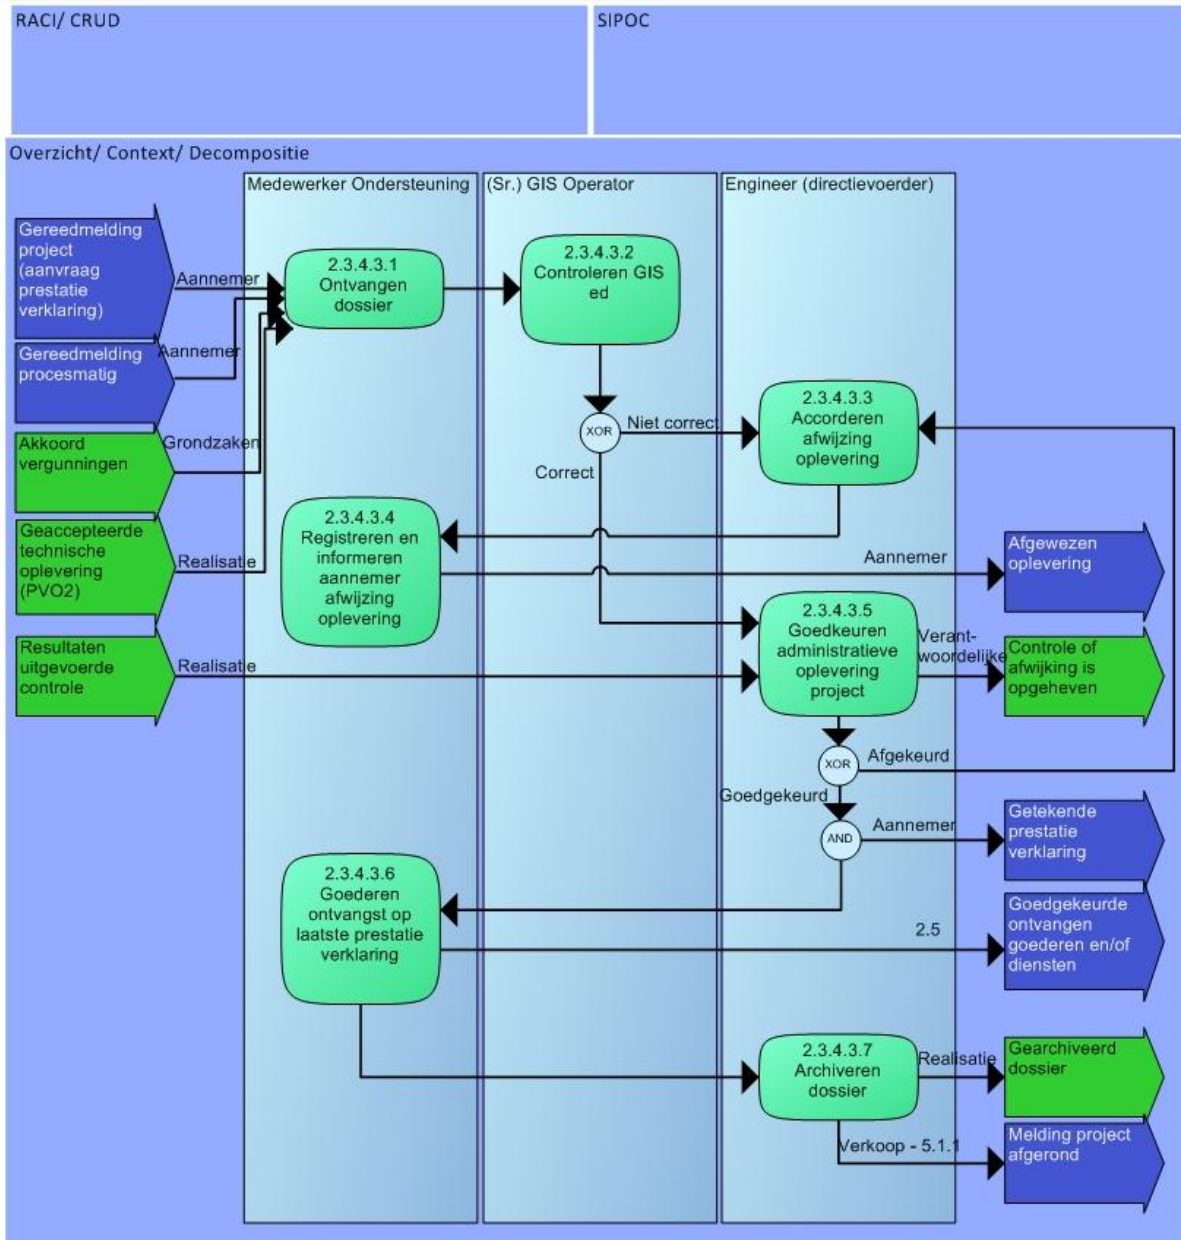 RACI/ CRUD
SIPOC
Overzicht/ Context/ Decompositie
Medewerker Ondersteuning
(Sr.) GIS Operator
Engineer (directievoerder)
Gereedmelding
project
(aanvraag
prestatie
verklaring)
Aannemer
2.3.4.3.1
Ontvangen
dossier
2.3.4.3.2
Controleren GIS
ed
Gereedmelding
procesmatig
Aannemer
Akkoord
vergunningen
Grondzaken
XOR
Niet correct
Correct
2.3.4.3.3
Accorderen
afwijzing
oplevering
Geaccepteerde
technische
oplevering
(PVO2)
Realisatie
2.3.4.3.4
Registreren en
informeren
aannemer
afwijzing
oplevering
Aannemer
Afgewezen
oplevering
Resultaten
uitgevoerde
controle
Realisatie
2.3.4.3.5
Goedkeuren
administratieve
oplevering
project
Verant-
woordelijke
Controle of
afwijking is
opgeheven
XOR
Afgekeurd
Goedgekeurd
AND
Aannemer
Getekende
prestatie
verklaring
2.3.4.3.6
Goederen
ontvangst op
laatste prestatie
verklaring
2.5
Goedgekeurde
ontvangen
goederen en/of
diensten
2.3.4.3.7
Archiveren
dossier
Realisatie
Gearchiveerd
dossier
Verkoop - 5.1.1
Melding project
afgerond